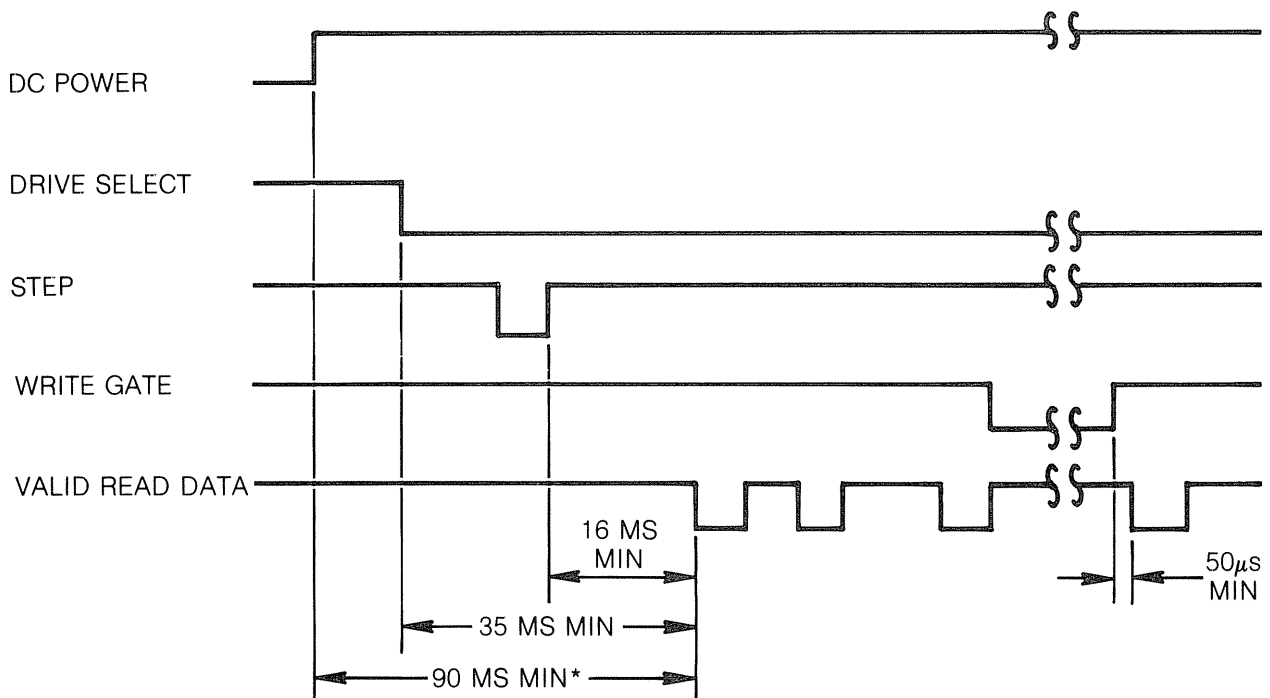 DC POWER
DRIVE SELECT
STEP
WRITE GATE
VALID READ DATA
16 MS
MIN
50μs
MIN
35 MS MIN
90 MS MIN*